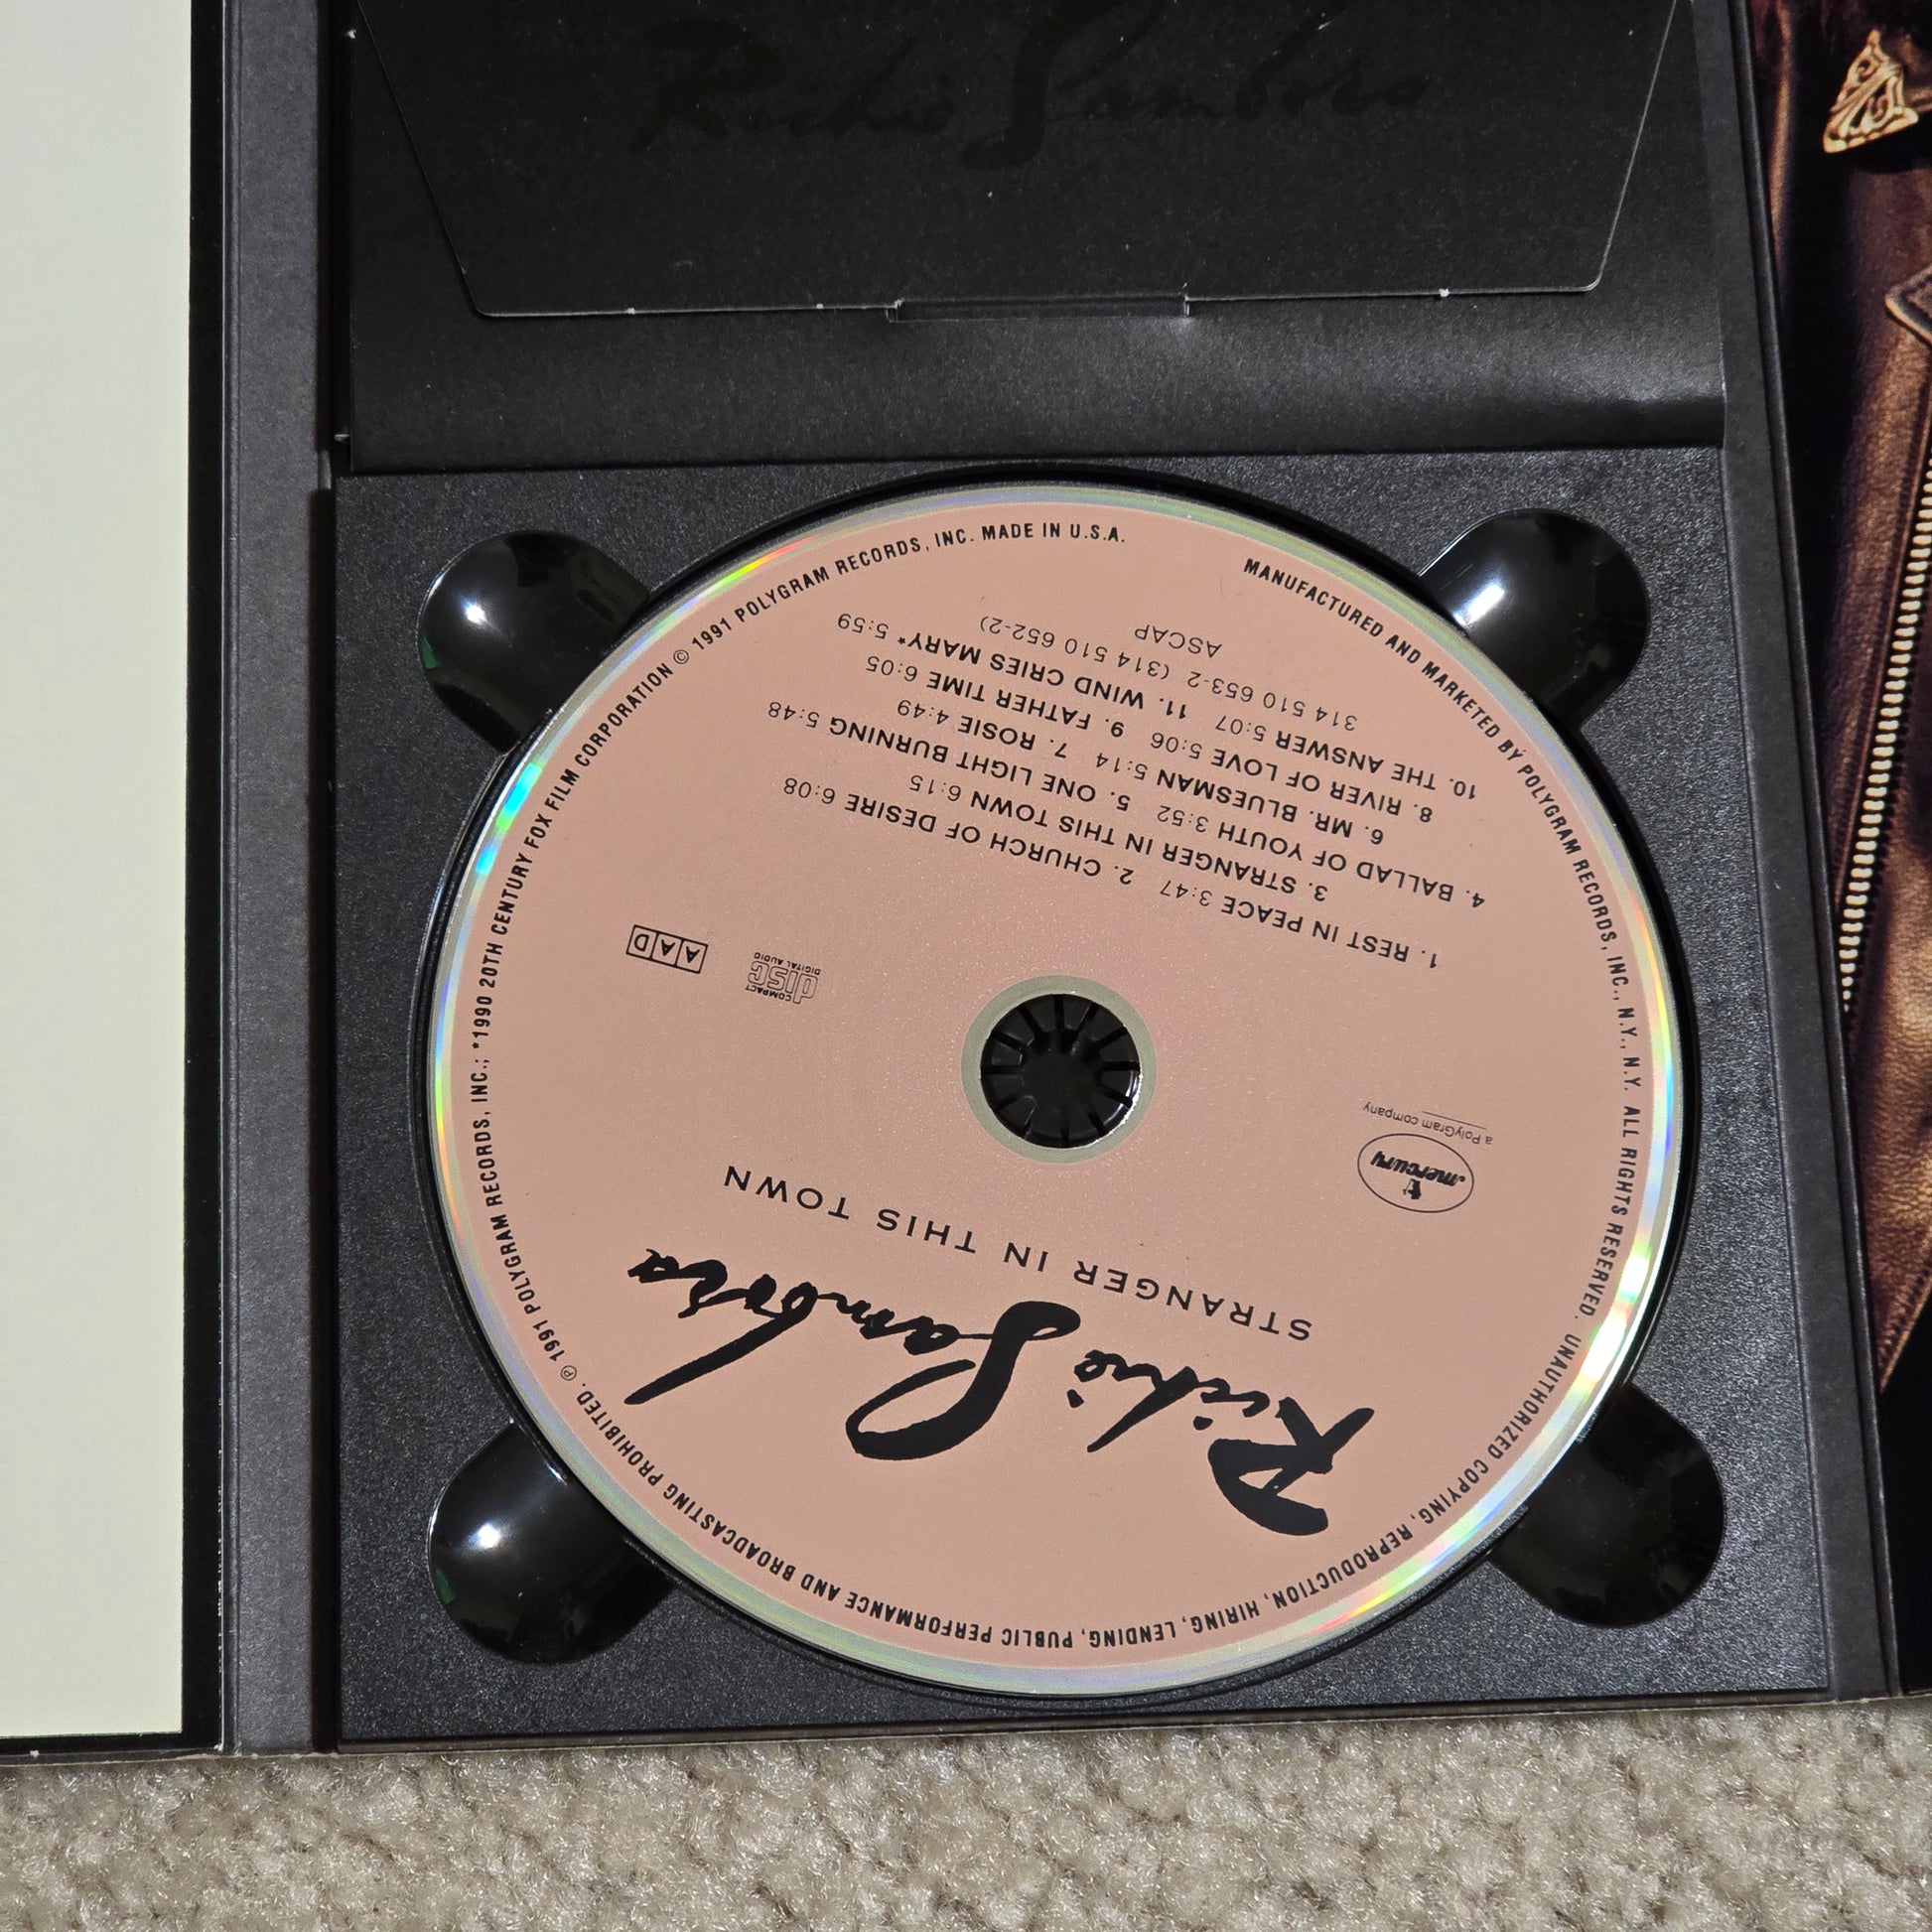 Richie Sambora
Richie Sambora
STRANGER IN THIS TOWN
mercury
a PolyGram company
COMPACT
disc
DIGITAL AUDIO
AAD
1. REST IN PEACE 3:47 2. CHURCH OF DESIRE 6:08
3. STRANGER IN THIS TOWN 6:15
4. BALLAD OF YOUTH 3:52 5. ONE LIGHT BURNING 5:48
6. MR. BLUESMAN 5:14 7. ROSIE 4:49
8. RIVER OF LOVE 5:06 9. FATHER TIME 6:05
10. THE ANSWER 5:07 11. WIND CRIES MARY* 5:59
314 510 653-2 (314 510 652-2)
ASCAP
MANUFACTURED AND MARKETED BY POLYGRAM RECORDS, INC., N.Y., N.Y. ALL RIGHTS RESERVED. UNAUTHORIZED COPYING, REPRODUCTION, HIRING, LENDING, PUBLIC PERFORMANCE AND BROADCASTING PROHIBITED. ℗ 1991 POLYGRAM RECORDS, INC.; *1990 20TH CENTURY FOX FILM CORPORATION © 1991 POLYGRAM RECORDS, INC. MADE IN U.S.A.